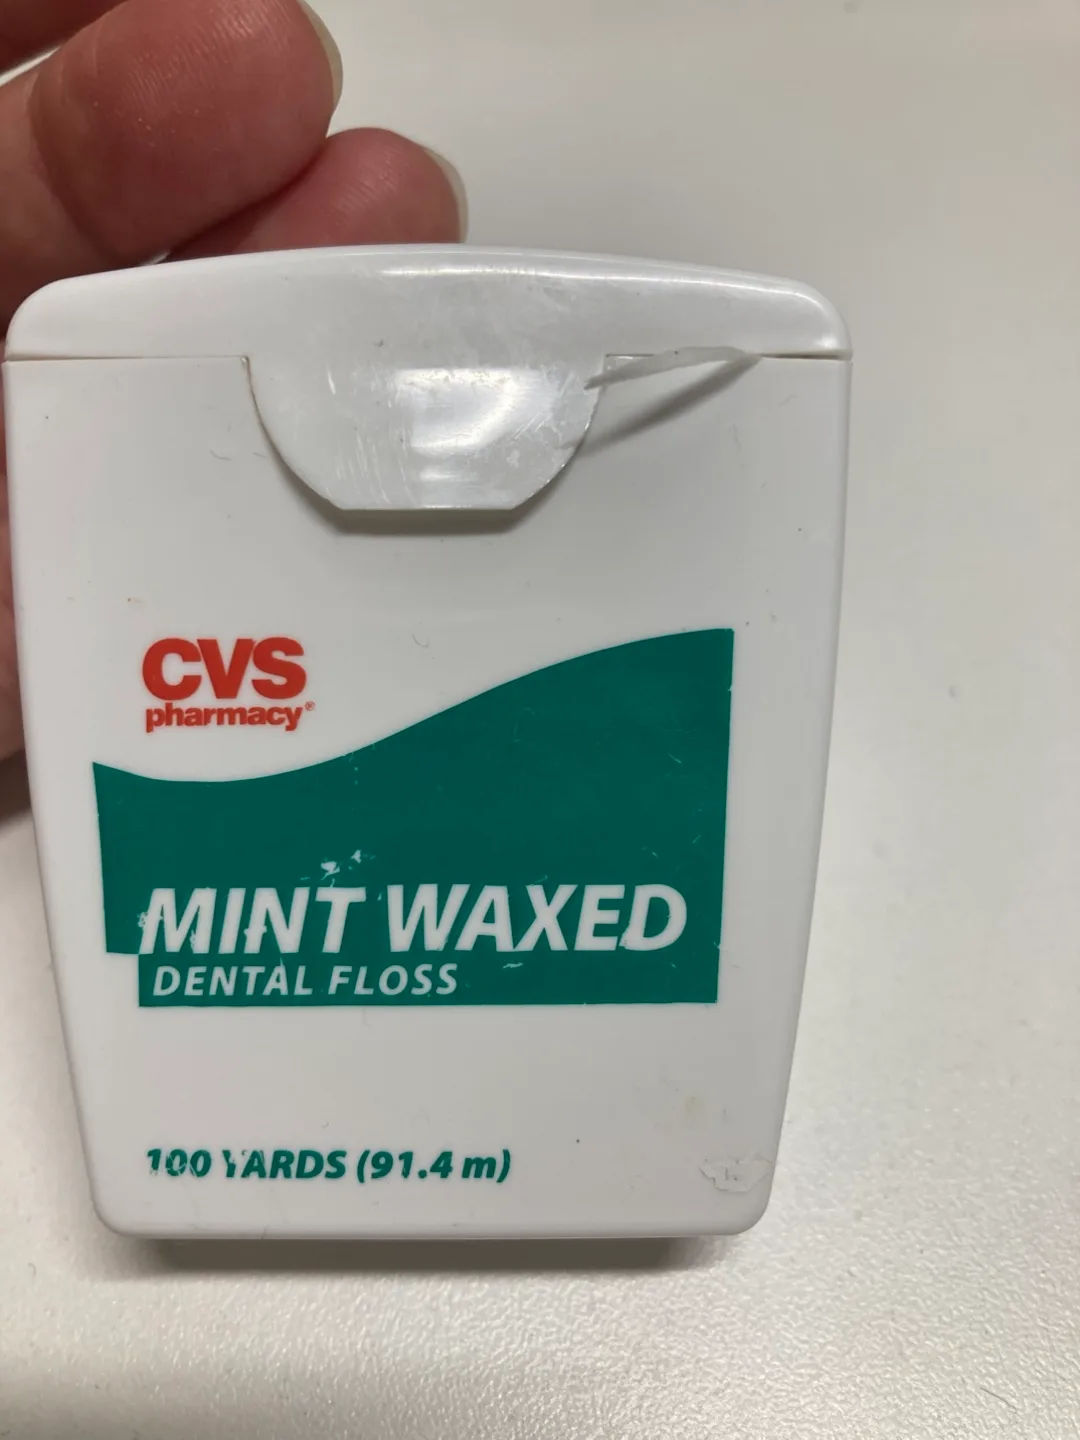 CVS
pharmacy®
MINT WAXED
DENTAL FLOSS
100 YARDS (91.4 m)